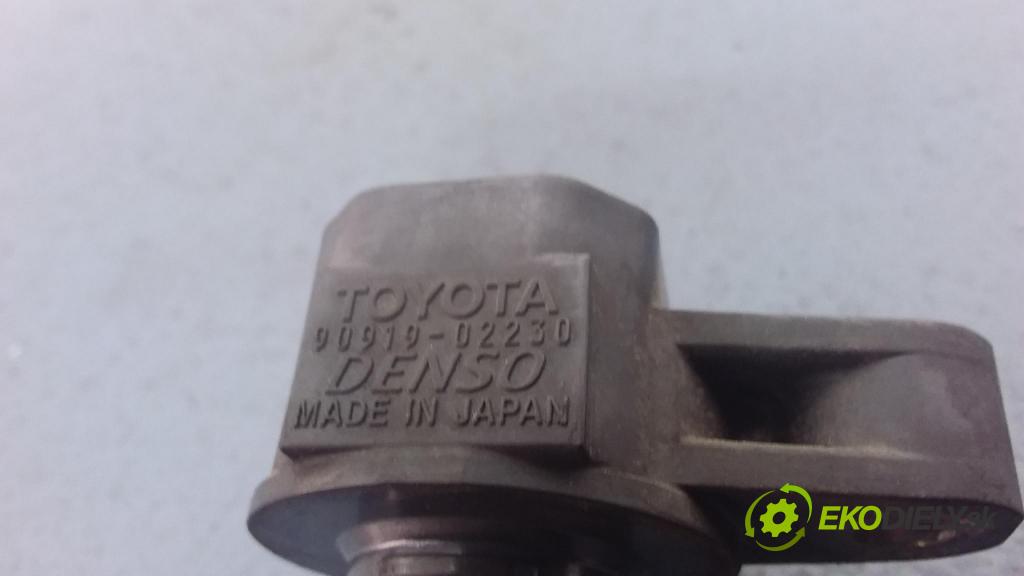 TOYOTA
90919-02230
DENSO
MADE IN JAPAN
EKODIELY.sk